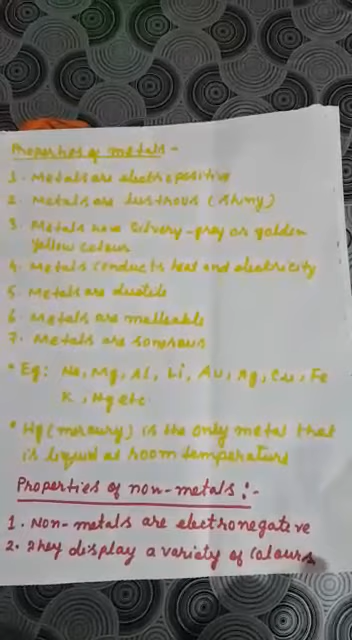 Properties of metals -
1. Metals are electropositive
2. Metals are lustrous (shiny)
3. Metals have silvery-grey or golden
yellow colour
4. Metals conducts heat and electricity
5. Metals are ductile
6. Metals are malleable
7. Metals are sonorous
• Eg: Na, Mg, Al, Li, Au, Ag, Cu, Fe
K, Hg etc
• Hg (mercury) is the only metal that
is liquid at room temperature
Properties of non-metals :-
1. Non-metals are electronegative
2. They display a variety of colours